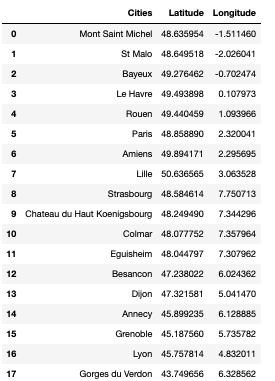 Cities Latitude Longitude
0 Mont Saint Michel 48.635954 -1.511460
1 St Malo 48.649518 -2.026041
2 Bayeux 49.276462 -0.702474
3 Le Havre 49.493898 0.107973
4 Rouen 49.440459 1.093966
5 Paris 48.858890 2.320041
6 Amiens 49.894171 2.295695
7 Lille 50.636565 3.063528
8 Strasbourg 48.584614 7.750713
9 Chateau du Haut Koenigsbourg 48.249490 7.344296
10 Colmar 48.077752 7.357964
11 Eguisheim 48.044797 7.307962
12 Besancon 47.238022 6.024362
13 Dijon 47.321581 5.041470
14 Annecy 45.899235 6.128885
15 Grenoble 45.187560 5.735782
16 Lyon 45.757814 4.832011
17 Gorges du Verdon 43.749656 6.328562